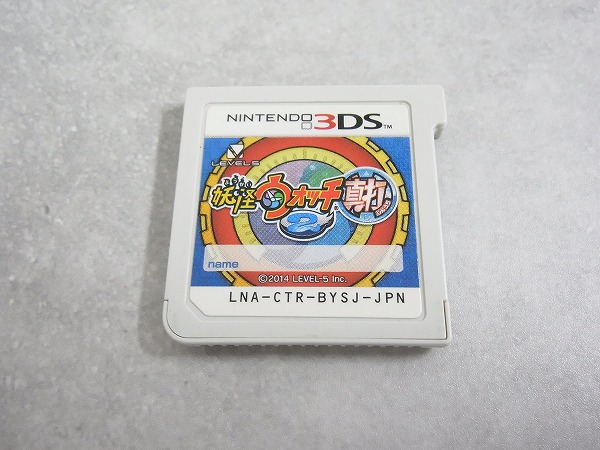 NINTENDO 3DS™
LEVEL5
妖怪ウォッチ2 真打
name
©2014 LEVEL-5 Inc.
LNA-CTR-BYSJ-JPN